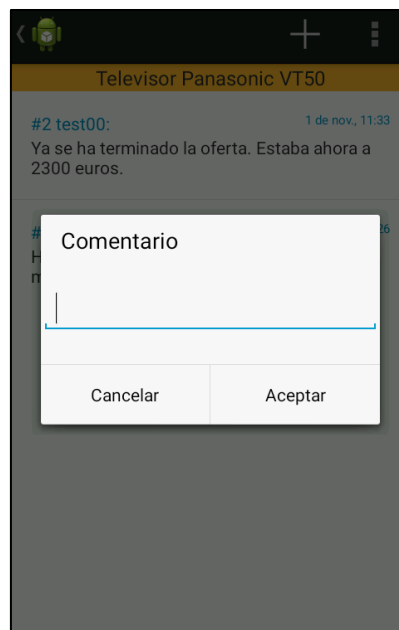 Televisor Panasonic VT50
#2 test00:
1 de nov., 11:33
Ya se ha terminado la oferta. Estaba ahora a
2300 euros.
#
26
H
m
Comentario
Cancelar
Aceptar